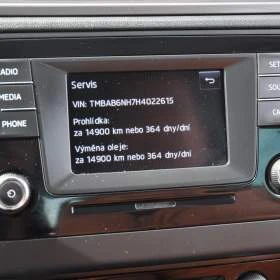 Servis
VIN: TMBAB6NH7H4022615
Prohlídka:
za 14900 km nebo 364 dny/dní
Výměna oleje:
za 14900 km nebo 364 dny/dní
RADIO
MEDIA
PHONE
SET
SOU
CA